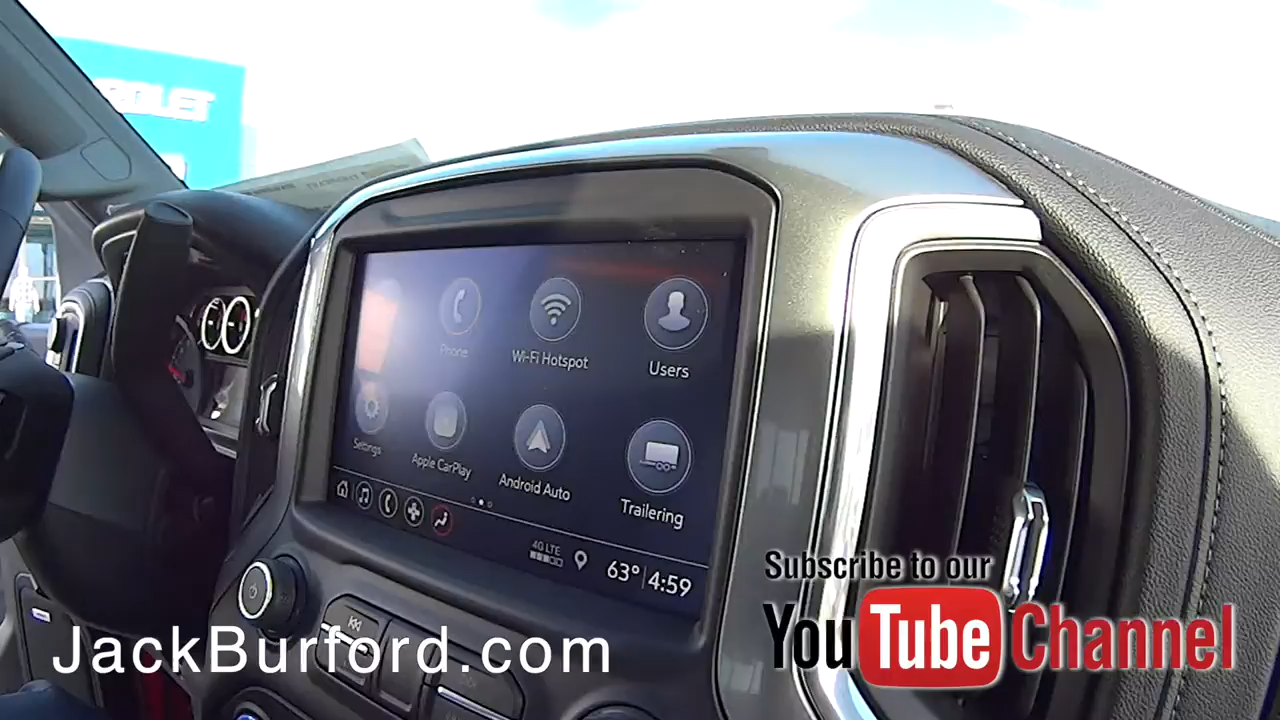 Phone
Wi-Fi Hotspot
Users
Settings
Apple CarPlay
Android Auto
Trailering
4G LTE
63° 4:59
Subscribe to our
YouTube Channel
JackBurford.com